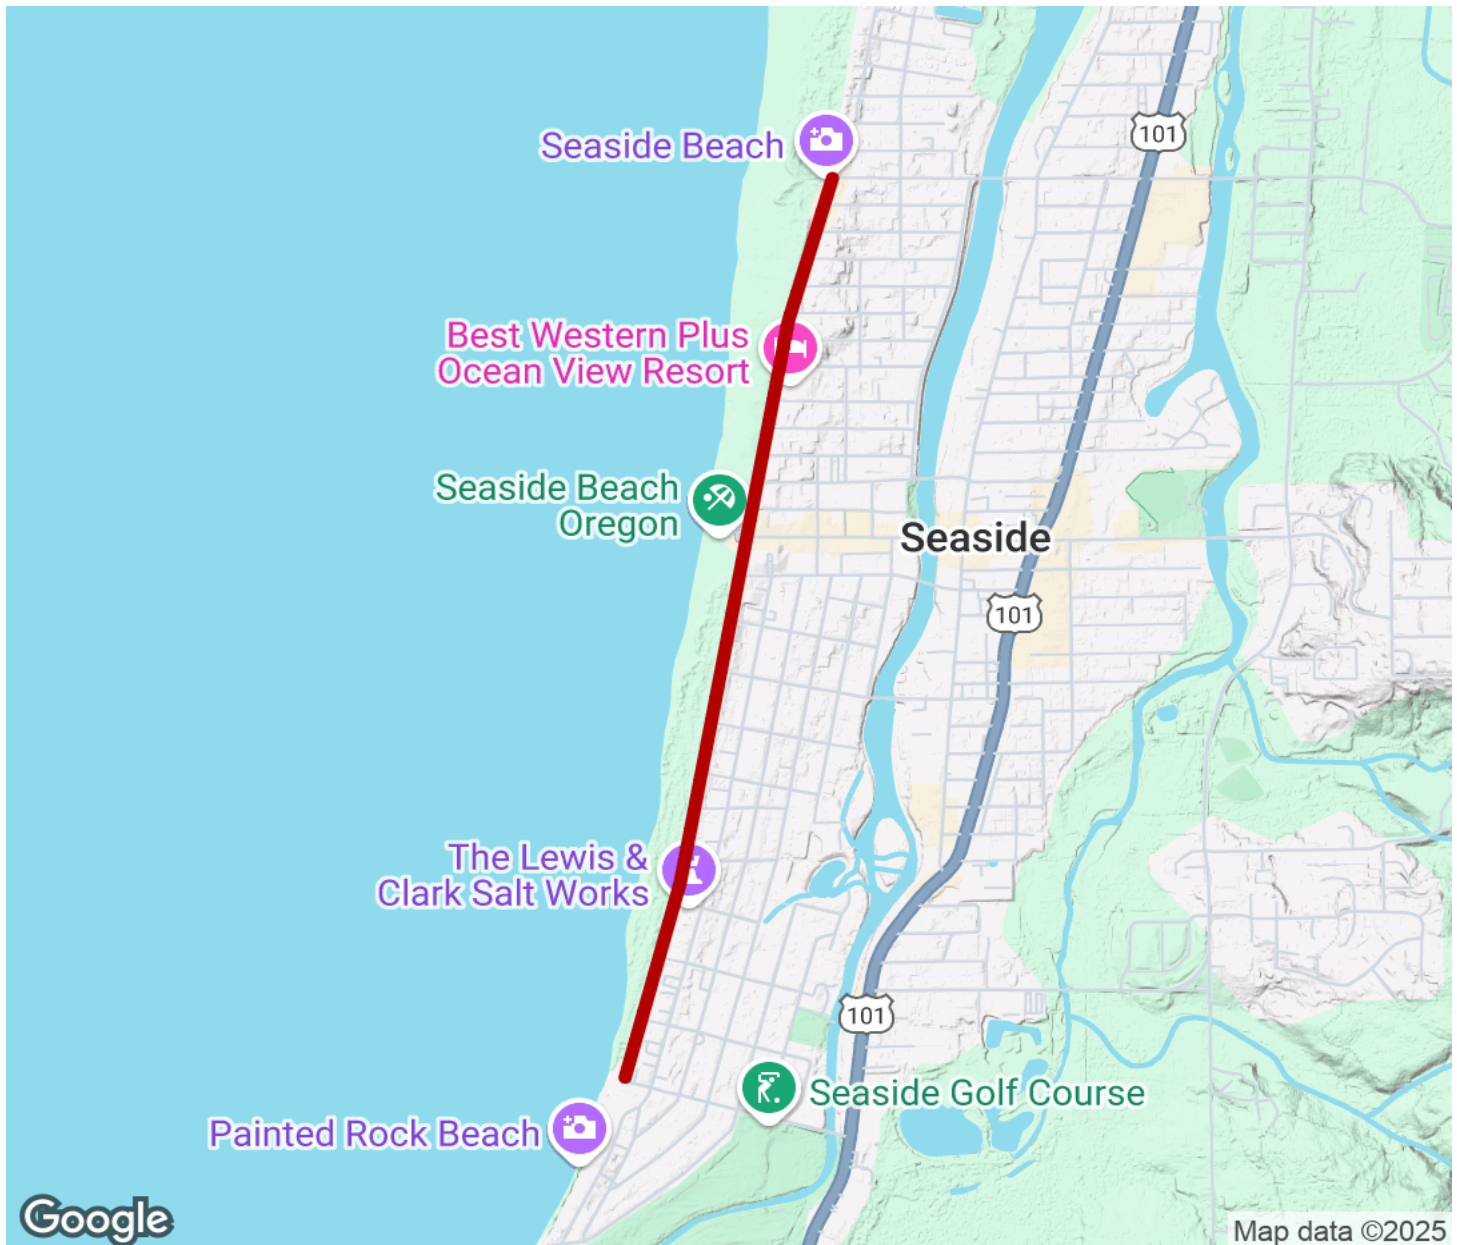 101
Seaside Beach
Best Western Plus
Ocean View Resort
Seaside Beach
Oregon
Seaside
101
The Lewis &
Clark Salt Works
101
Seaside Golf Course
Painted Rock Beach
Google
Map data ©2025